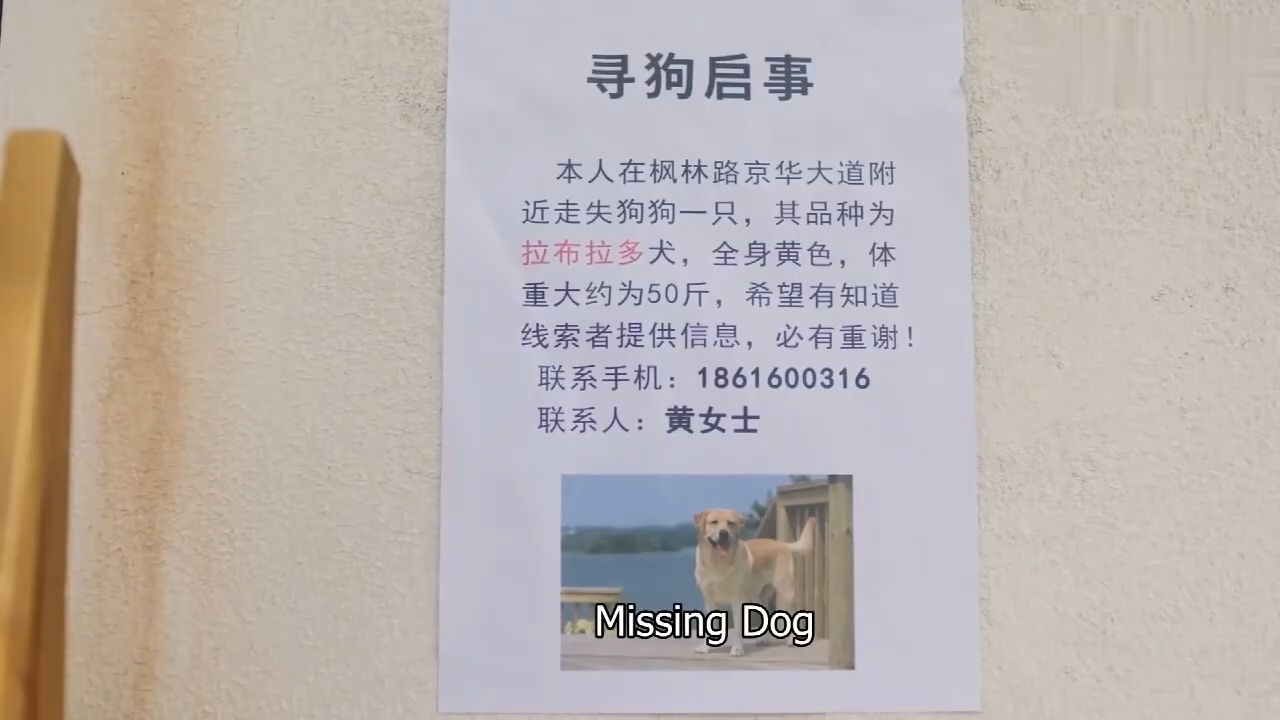 寻狗启事
本人在枫林路京华大道附
近走失狗狗一只，其品种为
拉布拉多犬，全身黄色，体
重大约为50斤，希望有知道
线索者提供信息，必有重谢！
联系手机：1861600316
联系人：黄女士
Missing Dog